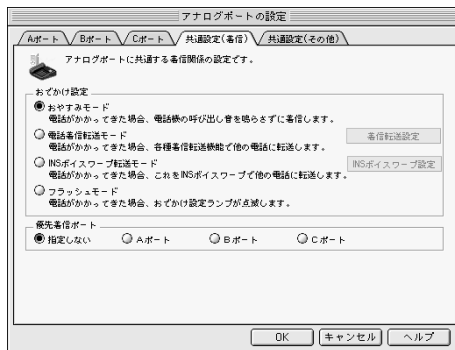 アナログポートの設定
Aポート Bポート Cポート 共通設定(着信) 共通設定(その他)
アナログポートに共通する着信関係の設定です。
おでかけ設定
おやすみモード
電話がかかってきた場合、電話機の呼び出し音を鳴らさずに着信します。
電話着信転送モード
着信転送設定
電話がかかってきた場合、各種着信転送機能で他の電話に転送します。
INSボイスワープ転送モード
INSボイスワープ設定
電話がかかってきた場合、これをINSボイスワープで他の電話に転送します。
フラッシュモード
電話がかかってきた場合、おでかけ設定ランプが点滅します。
優先着信ポート
指定しない Aポート Bポート Cポート
OK キャンセル ヘルプ